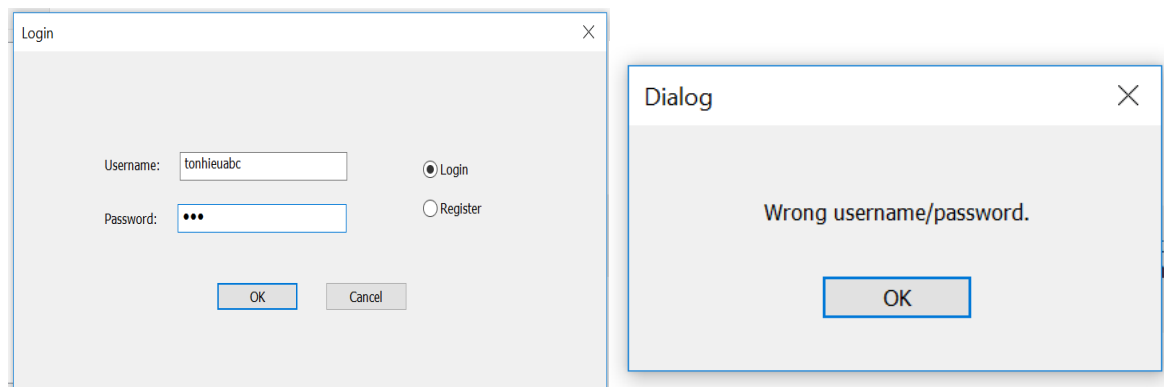 Login
Username: tonhieuabc
Login
Password: •••
Register
OK Cancel
Dialog
Wrong username/password.
OK